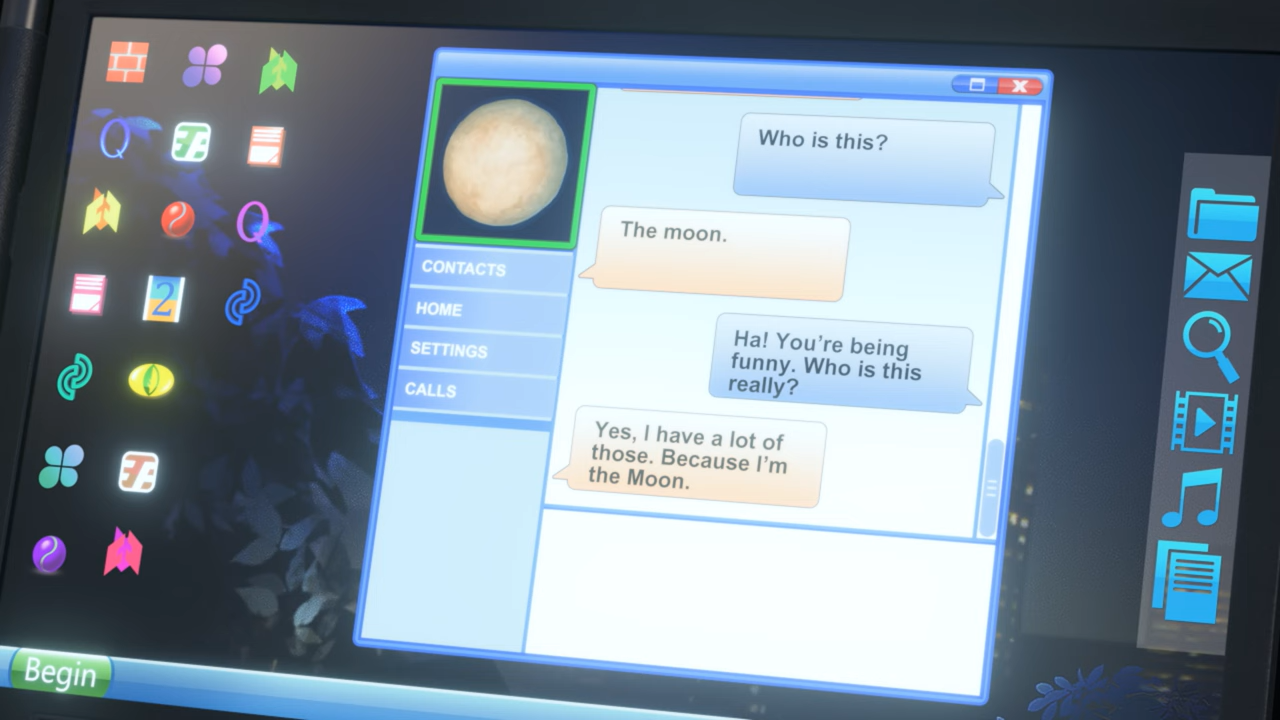 Who is this?
The moon.
Ha! You're being
funny. Who is this
really?
Yes, I have a lot of
those. Because I'm
the Moon.
CONTACTS
HOME
SETTINGS
CALLS
Q
Q
2
Begin